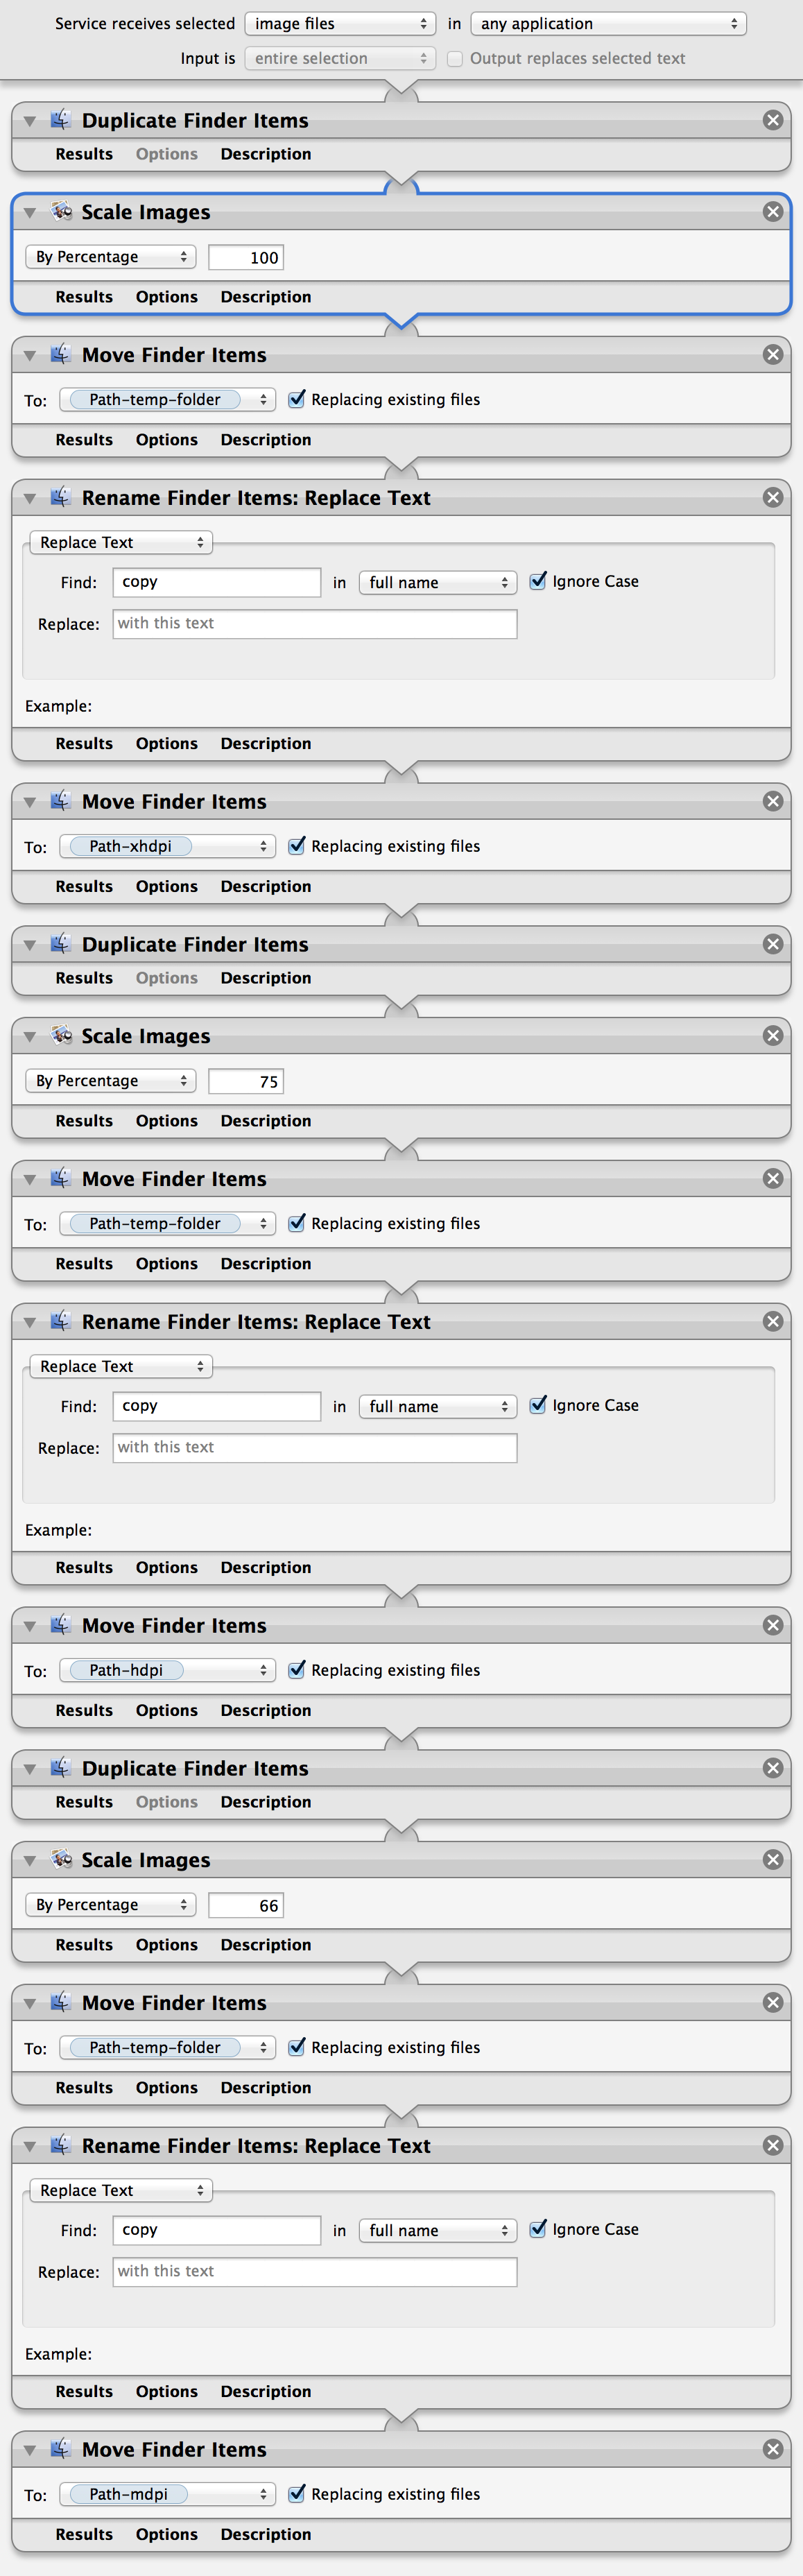 Service receives selected image files in any application
Input is entire selection Output replaces selected text
Duplicate Finder Items
Results Options Description
Scale Images
By Percentage 100
Results Options Description
Move Finder Items
To: Path-temp-folder Replacing existing files
Results Options Description
Rename Finder Items: Replace Text
Replace Text
Find: copy in full name Ignore Case
Replace: with this text
Example:
Results Options Description
Move Finder Items
To: Path-xhdpi Replacing existing files
Results Options Description
Duplicate Finder Items
Results Options Description
Scale Images
By Percentage 75
Results Options Description
Move Finder Items
To: Path-temp-folder Replacing existing files
Results Options Description
Rename Finder Items: Replace Text
Replace Text
Find: copy in full name Ignore Case
Replace: with this text
Example:
Results Options Description
Move Finder Items
To: Path-hdpi Replacing existing files
Results Options Description
Duplicate Finder Items
Results Options Description
Scale Images
By Percentage 66
Results Options Description
Move Finder Items
To: Path-temp-folder Replacing existing files
Results Options Description
Rename Finder Items: Replace Text
Replace Text
Find: copy in full name Ignore Case
Replace: with this text
Example:
Results Options Description
Move Finder Items
To: Path-mdpi Replacing existing files
Results Options Description